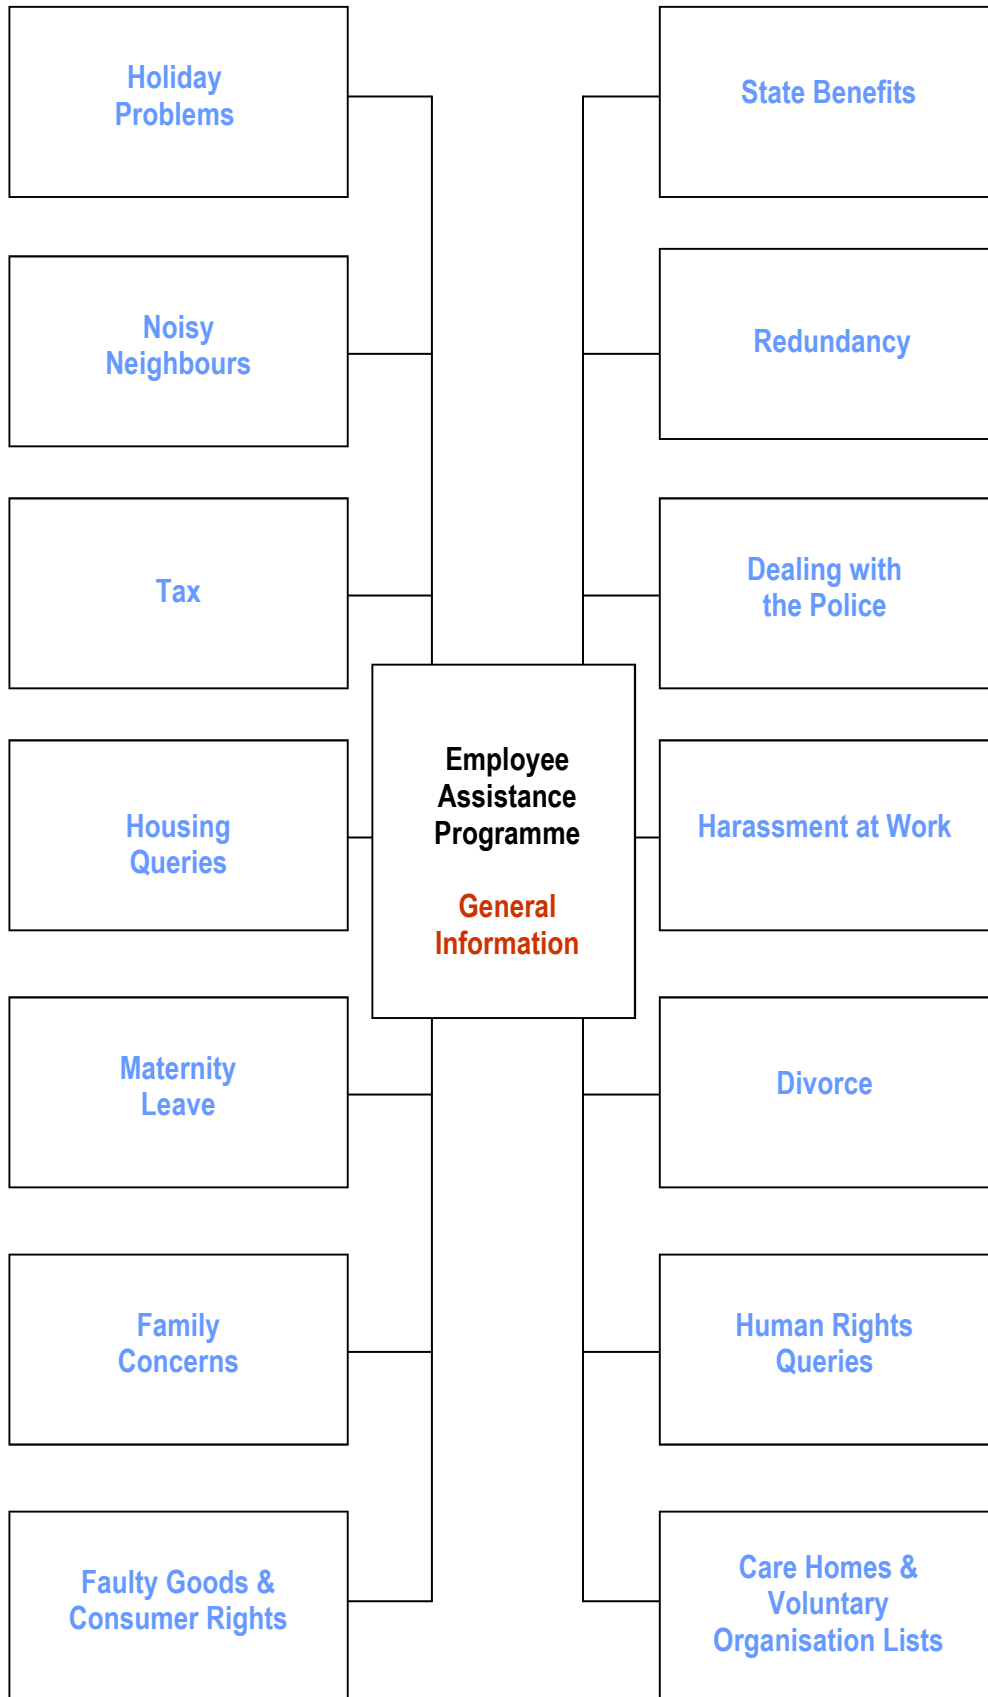 Holiday
Problems
State Benefits
Noisy
Neighbours
Redundancy
Tax
Dealing with
the Police
Employee
Assistance
Programme
General
Information
Housing
Queries
Harassment at Work
Maternity
Leave
Divorce
Family
Concerns
Human Rights
Queries
Faulty Goods &
Consumer Rights
Care Homes &
Voluntary
Organisation Lists